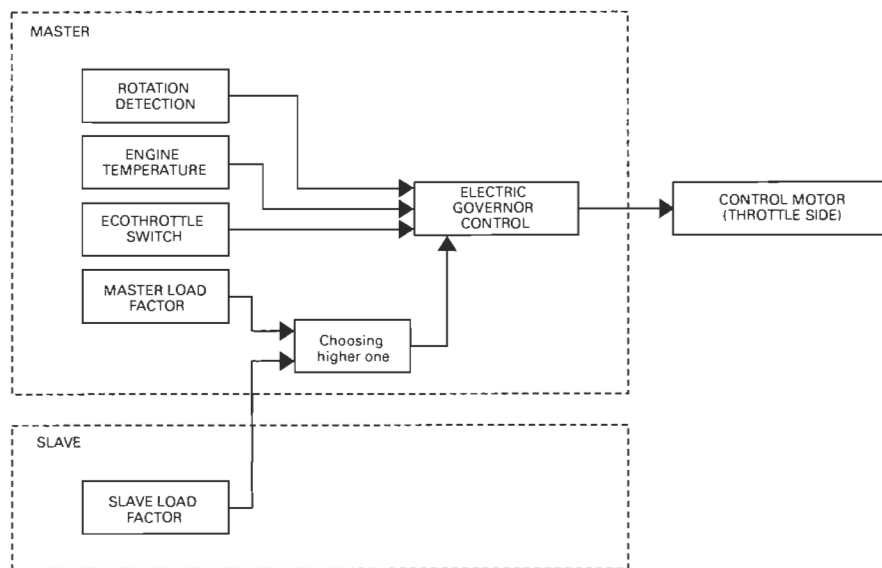 MASTER
ROTATION
DETECTION
ENGINE
TEMPERATURE
ECOTHROTTLE
SWITCH
MASTER LOAD
FACTOR
Choosing
higher one
ELECTRIC
GOVERNOR
CONTROL
CONTROL MOTOR
(THROTTLE SIDE)
SLAVE
SLAVE LOAD
FACTOR